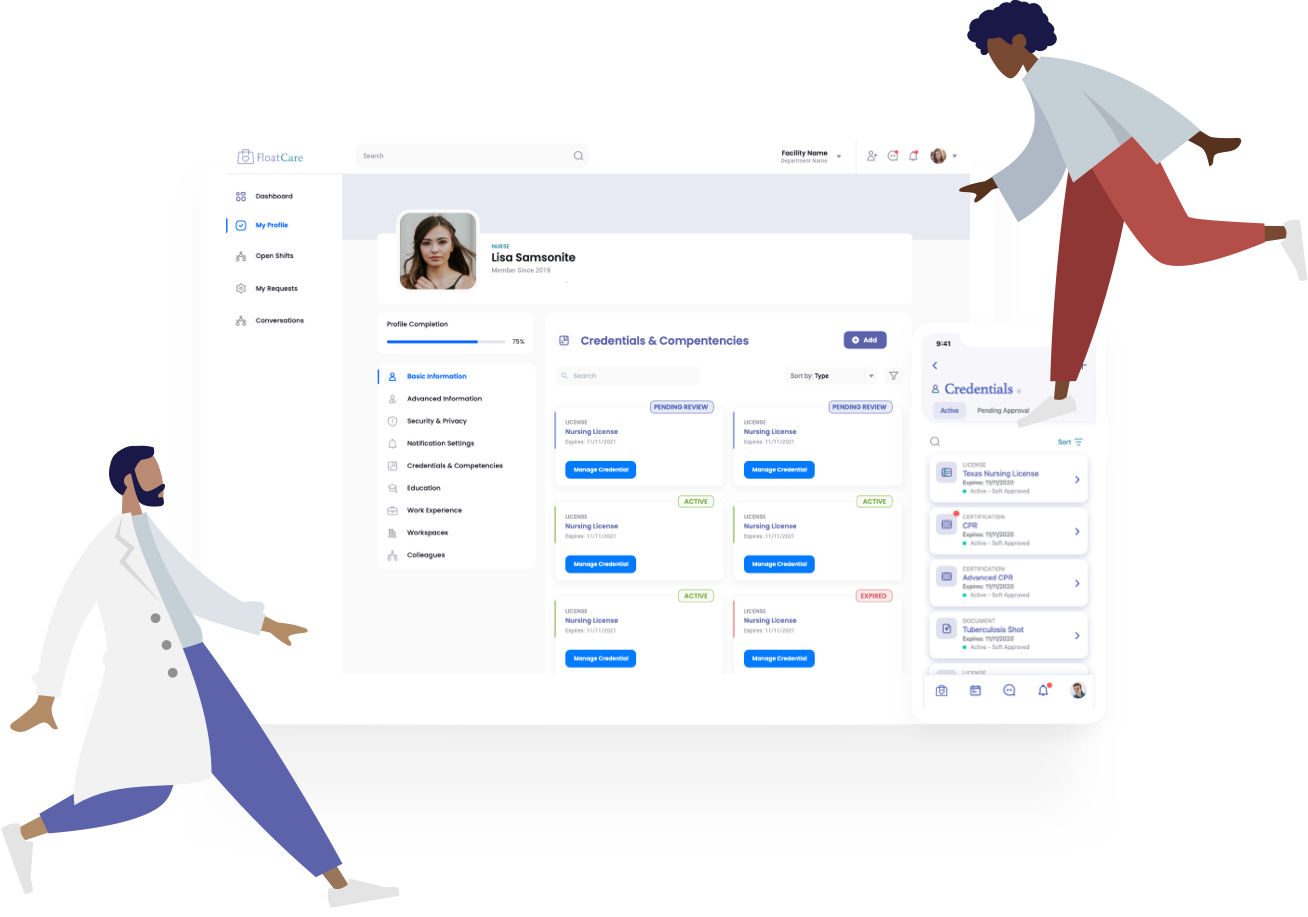 FloatCare
Search
Facility Name
Department Name
Dashboard
My Profile
Open Shifts
My Requests
Conversations
NURSE
Lisa Samsonite
Member Since 2019
Profile Completion
75%
Basic Information
Advanced Information
Security & Privacy
Notification Settings
Credentials & Competencies
Education
Work Experience
Workspaces
Colleagues
Credentials & Compentencies
Add
Search
Sort by: Type
PENDING REVIEW
LICENSE
Nursing License
Expires: 11/11/2021
Manage Credential
PENDING REVIEW
LICENSE
Nursing License
Expires: 11/11/2021
Manage Credential
ACTIVE
LICENSE
Nursing License
Expires: 11/11/2021
Manage Credential
ACTIVE
LICENSE
Nursing License
Expires: 11/11/2021
Manage Credential
ACTIVE
LICENSE
Nursing License
Expires: 11/11/2021
Manage Credential
EXPIRED
LICENSE
Nursing License
Expires: 11/11/2021
Manage Credential
9:41
Credentials
Active Pending Approval
Sort
LICENSE
Texas Nursing License
Expires: 11/11/2020
Active - Soft Approved
CERTIFICATION
CPR
Expires: 11/11/2020
Active - Soft Approved
CERTIFICATION
Advanced CPR
Expires: 11/11/2020
Active - Soft Approved
DOCUMENT
Tuberculosis Shot
Expires: 11/11/2020
Active - Soft Approved
LICENSE